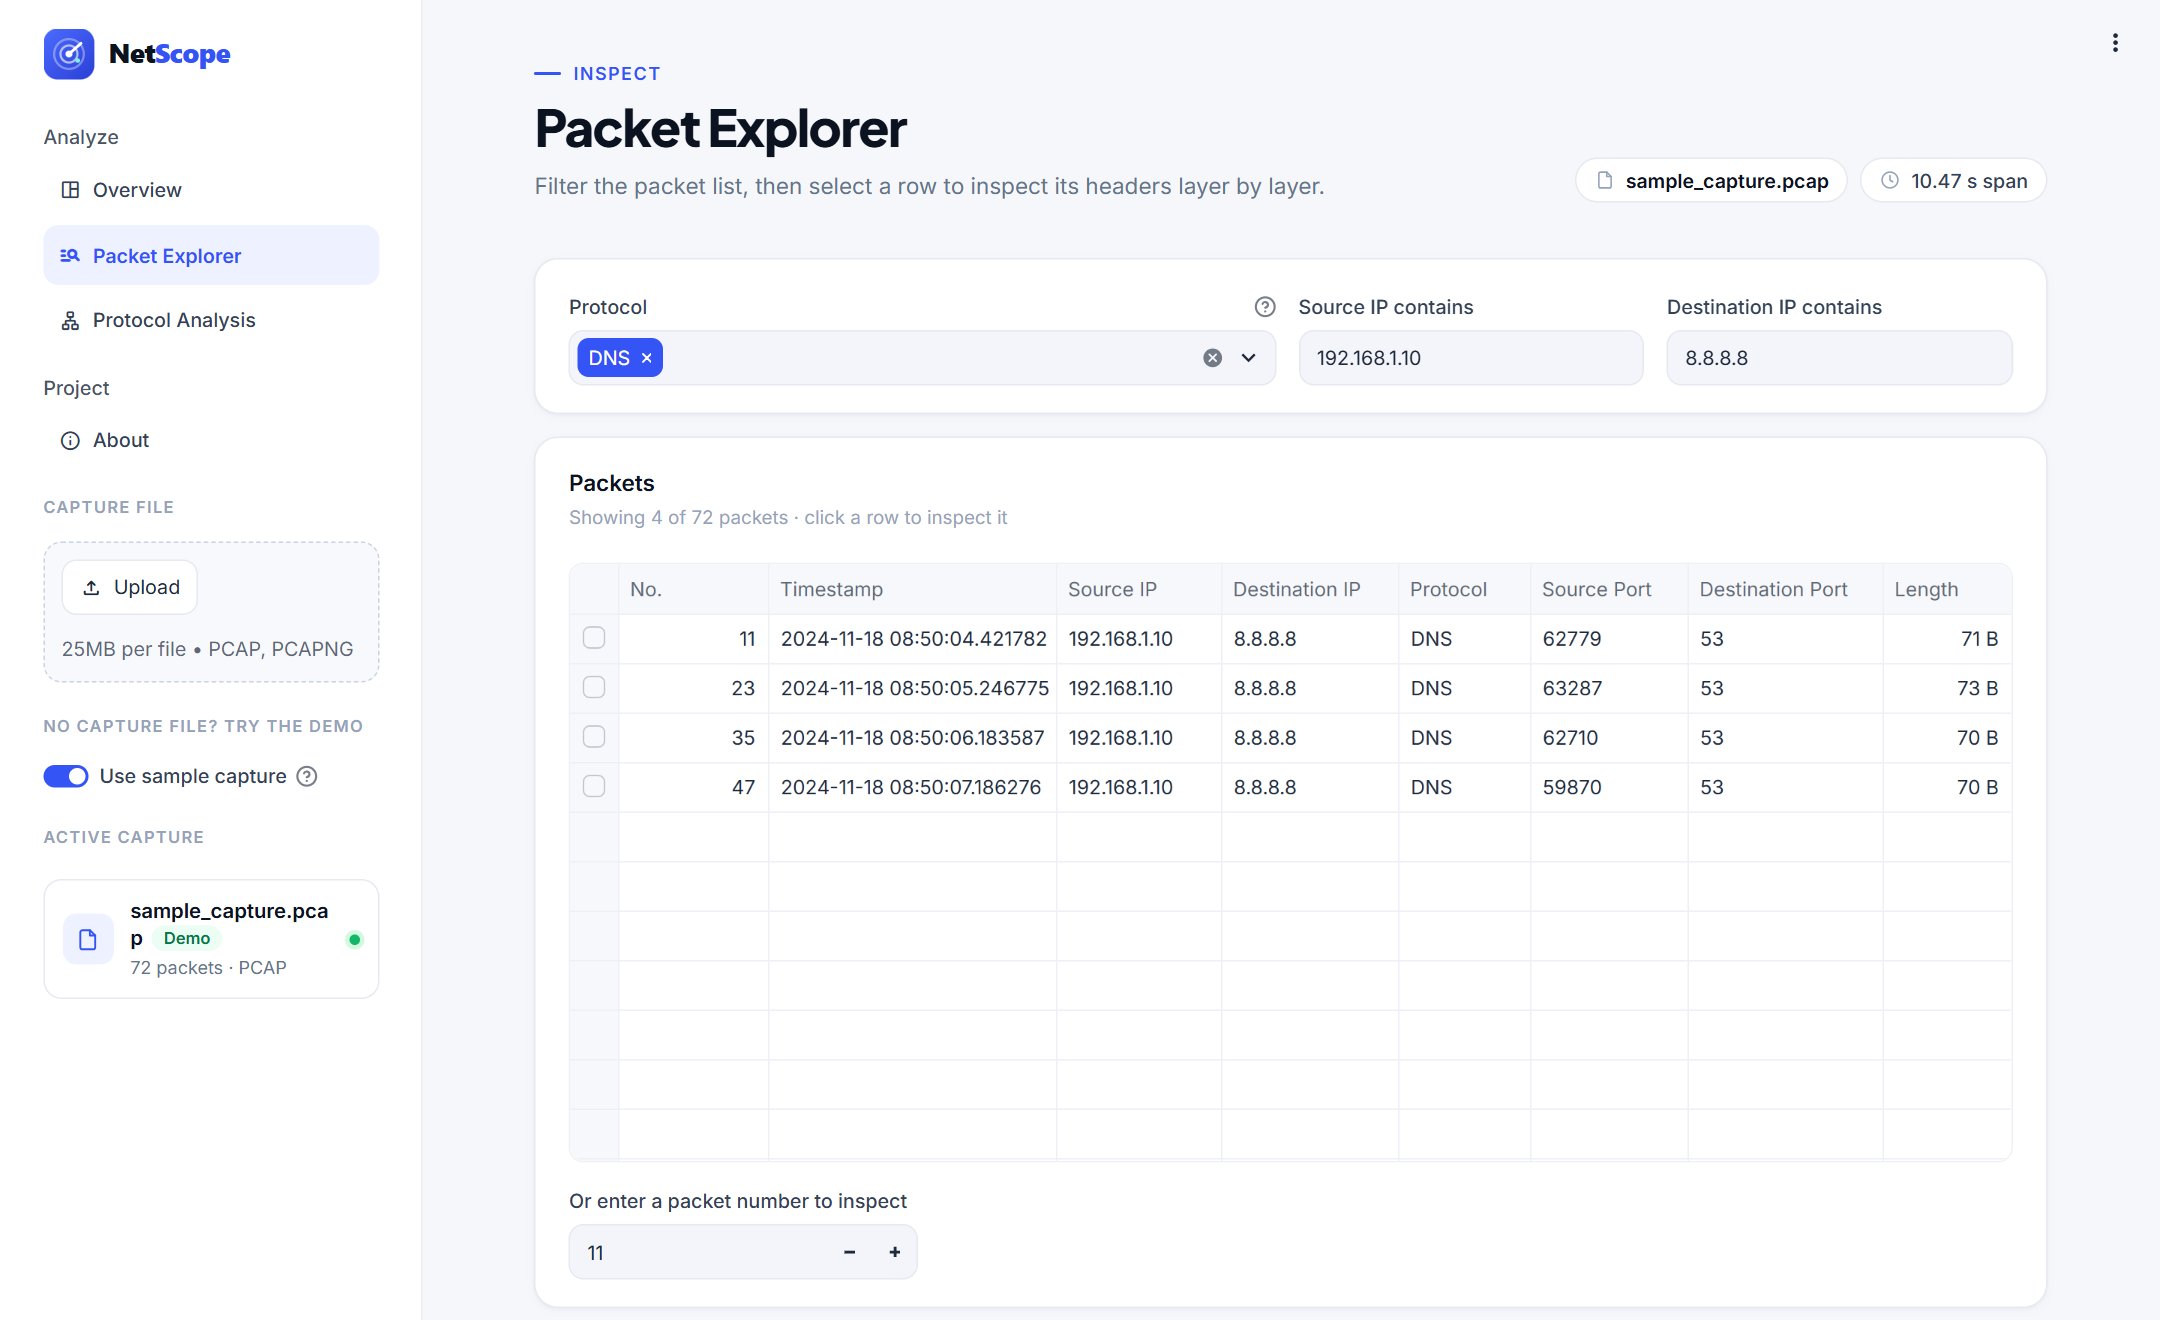 NetScope
Analyze
Overview
Packet Explorer
Protocol Analysis
Project
About
CAPTURE FILE
Upload
25MB per file • PCAP, PCAPNG
NO CAPTURE FILE? TRY THE DEMO
Use sample capture
ACTIVE CAPTURE
sample_capture.pca
p Demo
72 packets · PCAP
INSPECT
Packet Explorer
Filter the packet list, then select a row to inspect its headers layer by layer.
sample_capture.pcap 10.47 s span
Protocol Source IP contains Destination IP contains
DNS 192.168.1.10 8.8.8.8
Packets
Showing 4 of 72 packets · click a row to inspect it
No. Timestamp Source IP Destination IP Protocol Source Port Destination Port Length
11 2024-11-18 08:50:04.421782 192.168.1.10 8.8.8.8 DNS 62779 53 71 B
23 2024-11-18 08:50:05.246775 192.168.1.10 8.8.8.8 DNS 63287 53 73 B
35 2024-11-18 08:50:06.183587 192.168.1.10 8.8.8.8 DNS 62710 53 70 B
47 2024-11-18 08:50:07.186276 192.168.1.10 8.8.8.8 DNS 59870 53 70 B
Or enter a packet number to inspect
11